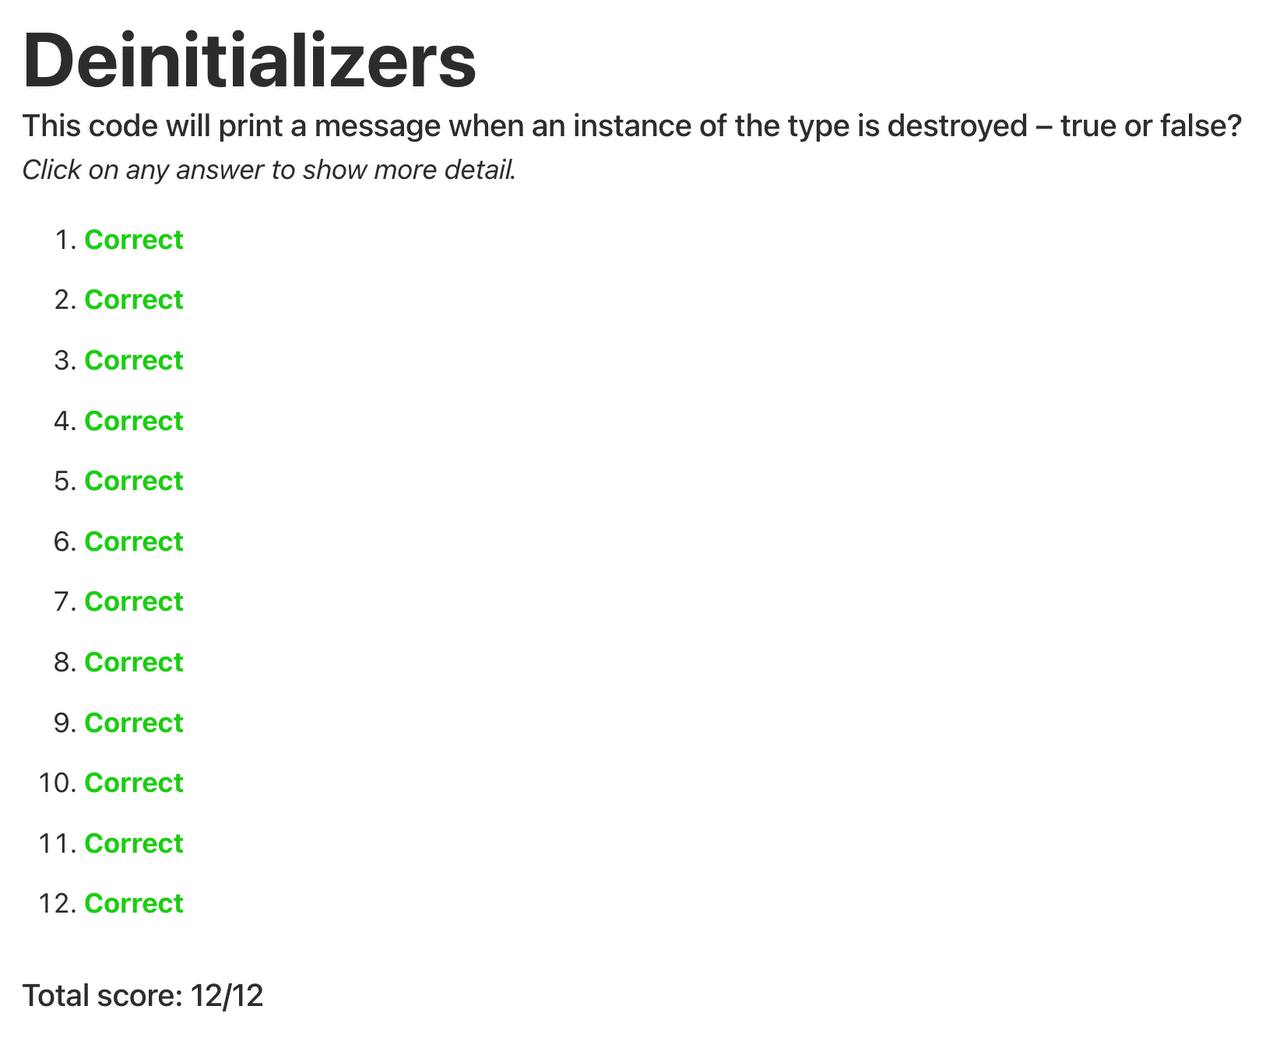 Deinitializers
This code will print a message when an instance of the type is destroyed – true or false?
Click on any answer to show more detail.
1. Correct
2. Correct
3. Correct
4. Correct
5. Correct
6. Correct
7. Correct
8. Correct
9. Correct
10. Correct
11. Correct
12. Correct
Total score: 12/12